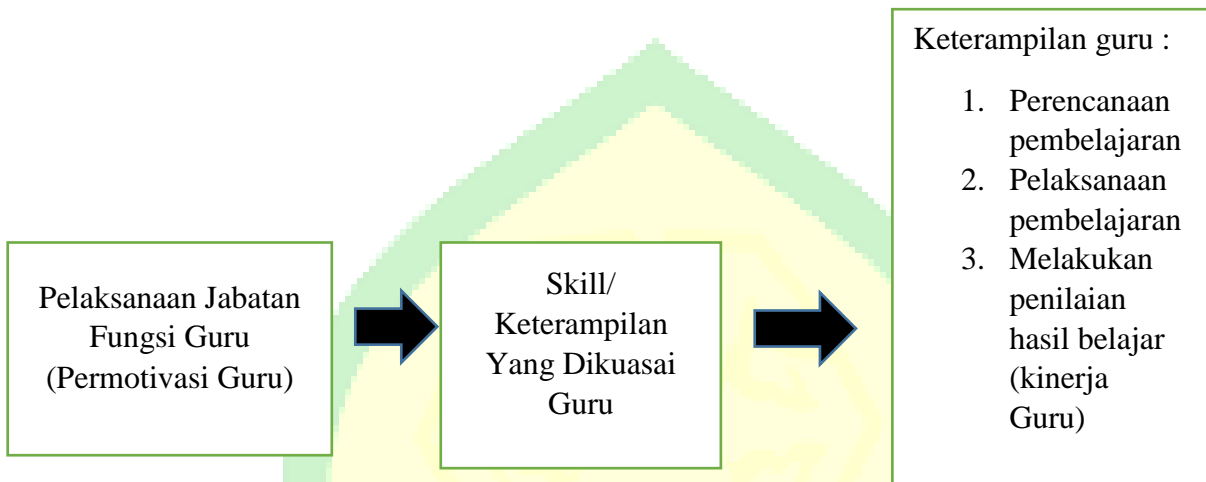 Pelaksanaan Jabatan
Fungsi Guru
(Permotivasi Guru)
Skill/
Keterampilan
Yang Dikuasai
Guru
Keterampilan guru :
1. Perencanaan
pembelajaran
2. Pelaksanaan
pembelajaran
3. Melakukan
penilaian
hasil belajar
(kinerja
Guru)